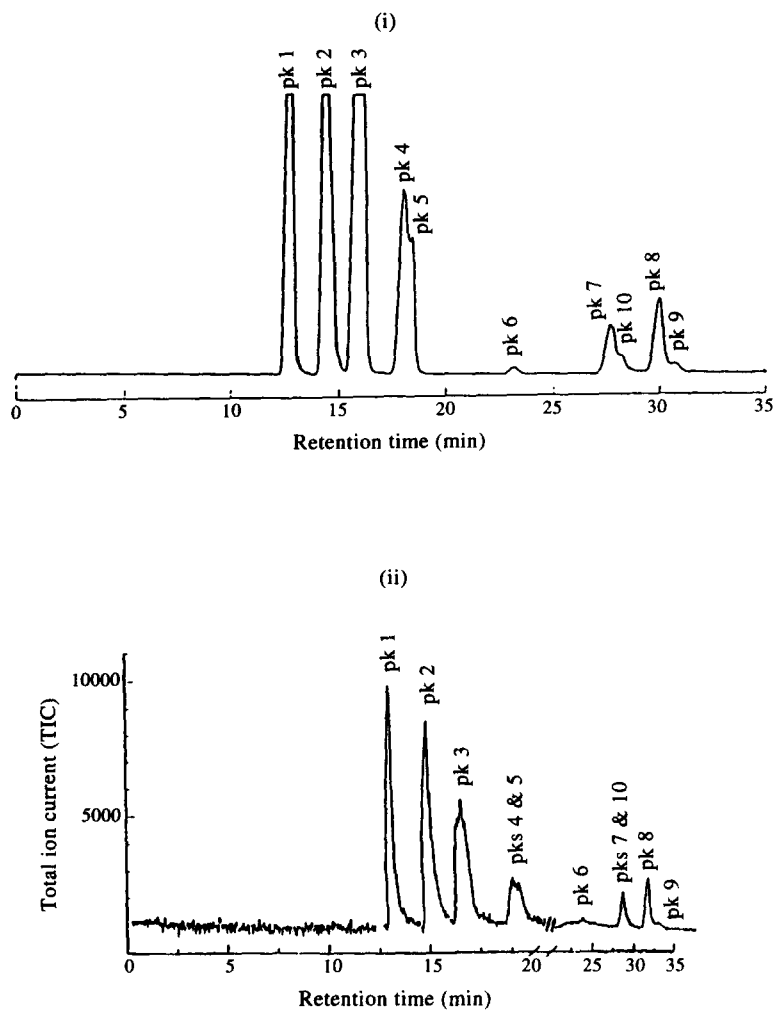 (i)
pk 1
pk 2
pk 3
pk 4
pk 5
pk 6
pk 7
pk 10
pk 8
pk 9
0 5 10 15 20 25 30 35
Retention time (min)
(ii)
Total ion current (TIC)
10000
5000
pk 1
pk 2
pk 3
pks 4 & 5
pk 6
pks 7 & 10
pk 8
pk 9
0 5 10 15 20 25 30 35
Retention time (min)